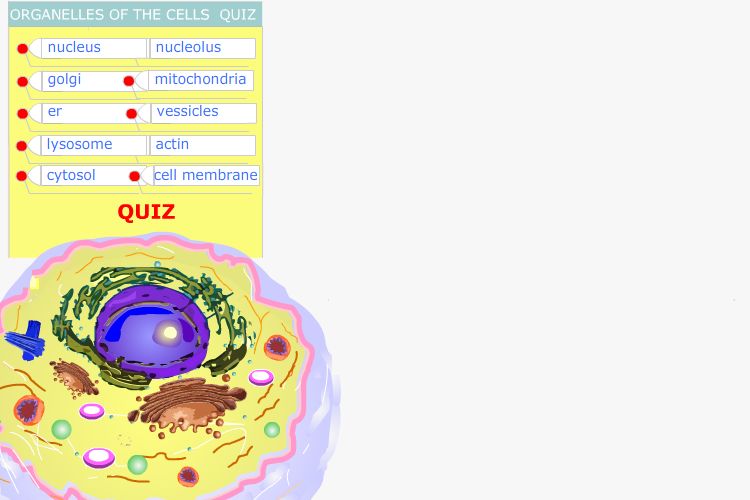 ORGANELLES OF THE CELLS QUIZ
nucleus nucleolus
golgi mitochondria
er vessicles
lysosome actin
cytosol cell membrane
QUIZ